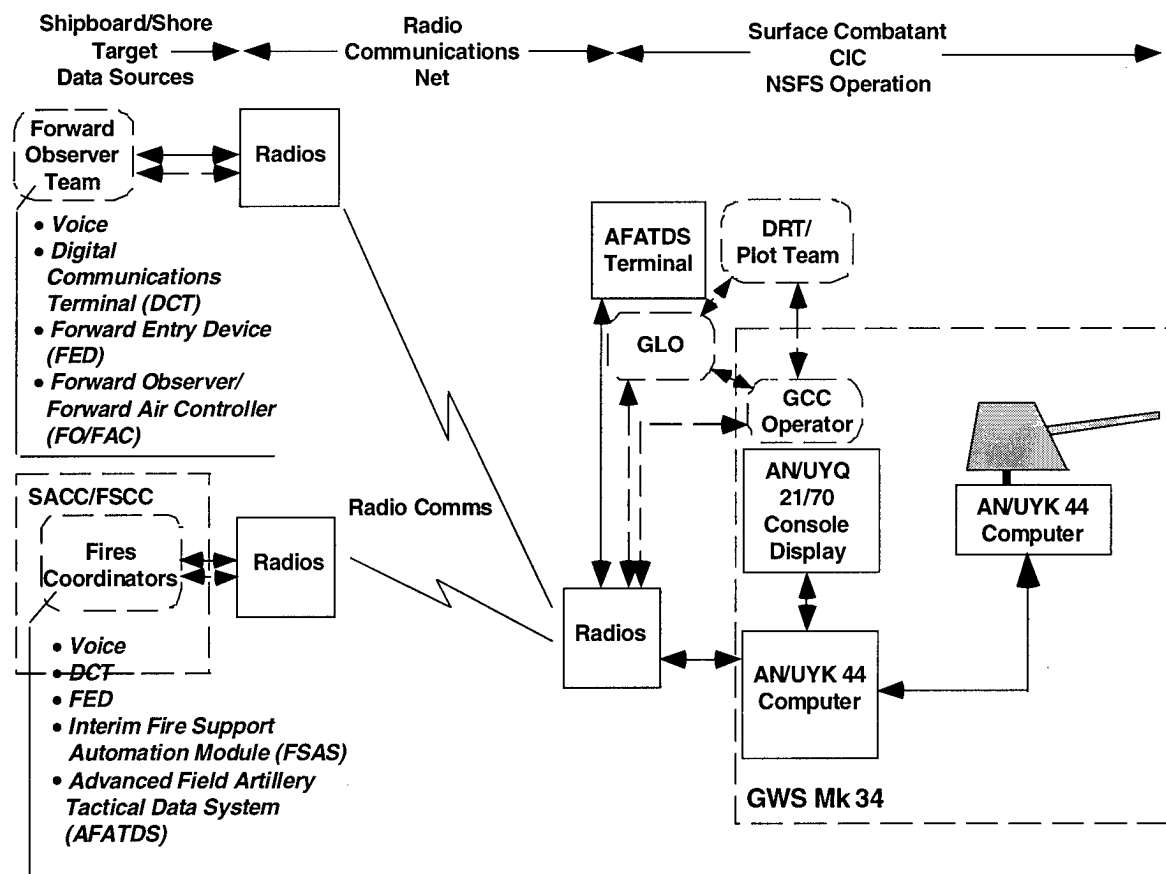 Shipboard/Shore
Target
Data Sources
Radio
Communications
Net
Surface Combatant
CIC
NSFS Operation
Forward
Observer
Team
Radios
• Voice
• Digital
Communications
Terminal (DCT)
• Forward Entry Device
(FED)
• Forward Observer/
Forward Air Controller
(FO/FAC)
SACC/FSCC
Fires
Coordinators
Radios
• Voice
• DCT
• FED
• Interim Fire Support
Automation Module (FSAS)
• Advanced Field Artillery
Tactical Data System
(AFATDS)
Radio Comms
Radios
AFATDS
Terminal
DRT/
Plot Team
GLO
GCC
Operator
AN/UYQ
21/70
Console
Display
AN/UYK 44
Computer
AN/UYK 44
Computer
GWS Mk 34